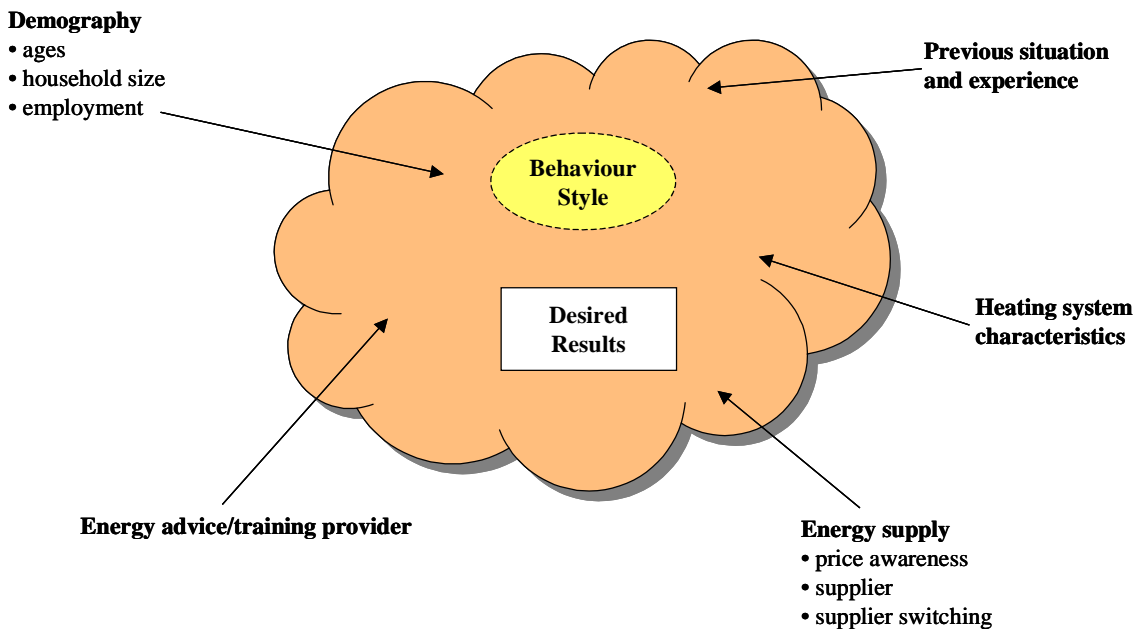 Demography
• ages
• household size
• employment
Previous situation
and experience
Behaviour
Style
Heating system
characteristics
Desired
Results
Energy advice/training provider
Energy supply
• price awareness
• supplier
• supplier switching